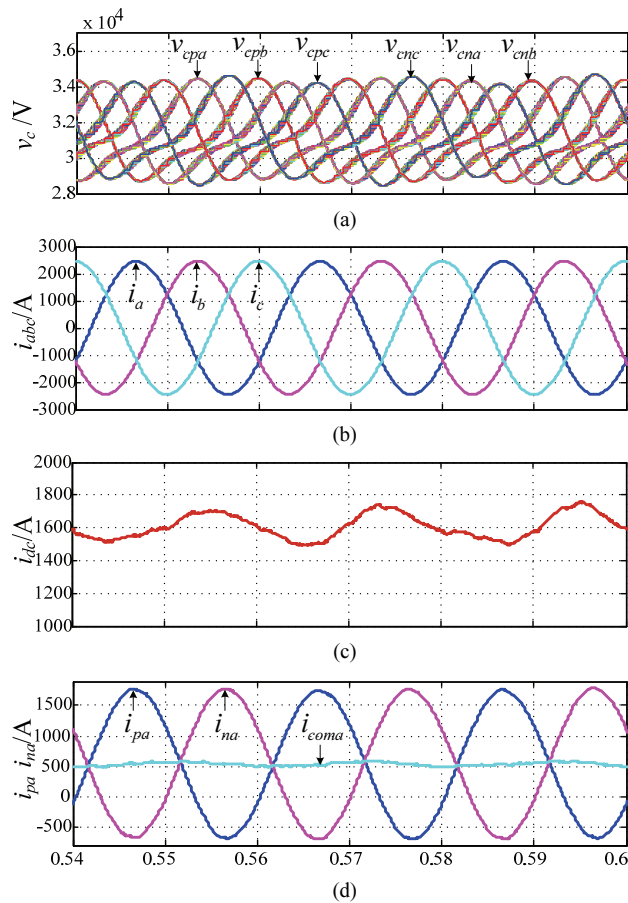 x 10⁴
v_cpa v_cpb v_cpc v_cnc v_cna v_cnb
3.6
3.4
3.2
3
2.8
v_c /V
(a)
3000
2000
1000
0
-1000
-2000
-3000
i_abc/A
i_a i_b i_c
(b)
2000
1800
1600
1400
1200
1000
i_dc/A
(c)
1500
1000
500
0
-500
i_pa i_na/A
i_pa i_na i_coma
0.54 0.55 0.56 0.57 0.58 0.59 0.6
(d)